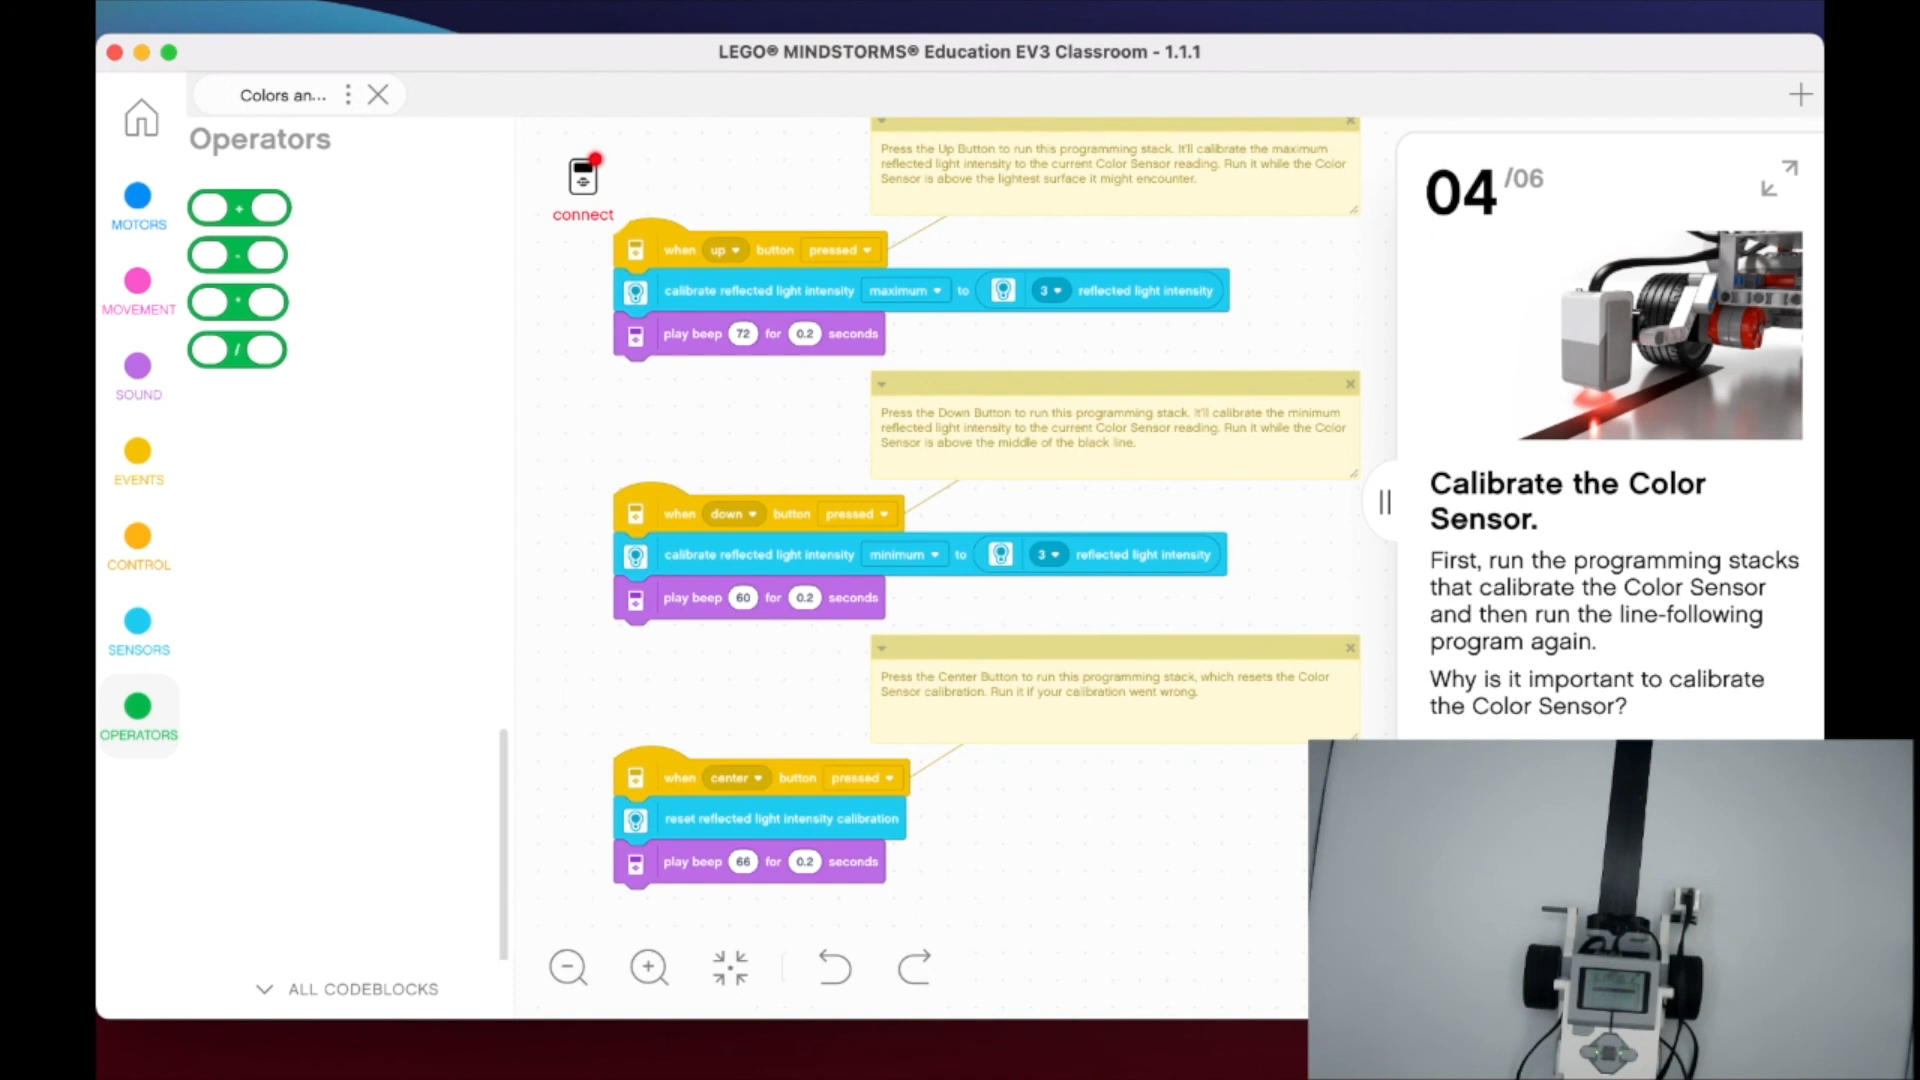 LEGO® MINDSTORMS® Education EV3 Classroom - 1.1.1
Colors an...
Operators
MOTORS
MOVEMENT
SOUND
EVENTS
CONTROL
SENSORS
OPERATORS
+
-
*
/
ALL CODEBLOCKS
connect
Press the Up Button to run this programming stack. It'll calibrate the maximum
reflected light intensity to the current Color Sensor reading. Run it while the Color
Sensor is above the lightest surface it might encounter.
when up button pressed
calibrate reflected light intensity maximum to 3 reflected light intensity
play beep 72 for 0.2 seconds
Press the Down Button to run this programming stack. It'll calibrate the minimum
reflected light intensity to the current Color Sensor reading. Run it while the Color
Sensor is above the middle of the black line.
when down button pressed
calibrate reflected light intensity minimum to 3 reflected light intensity
play beep 60 for 0.2 seconds
Press the Center Button to run this programming stack, which resets the Color
Sensor calibration. Run it if your calibration went wrong.
when center button pressed
reset reflected light intensity calibration
play beep 66 for 0.2 seconds
04 /06
Calibrate the Color
Sensor.
First, run the programming stacks
that calibrate the Color Sensor
and then run the line-following
program again.
Why is it important to calibrate
the Color Sensor?